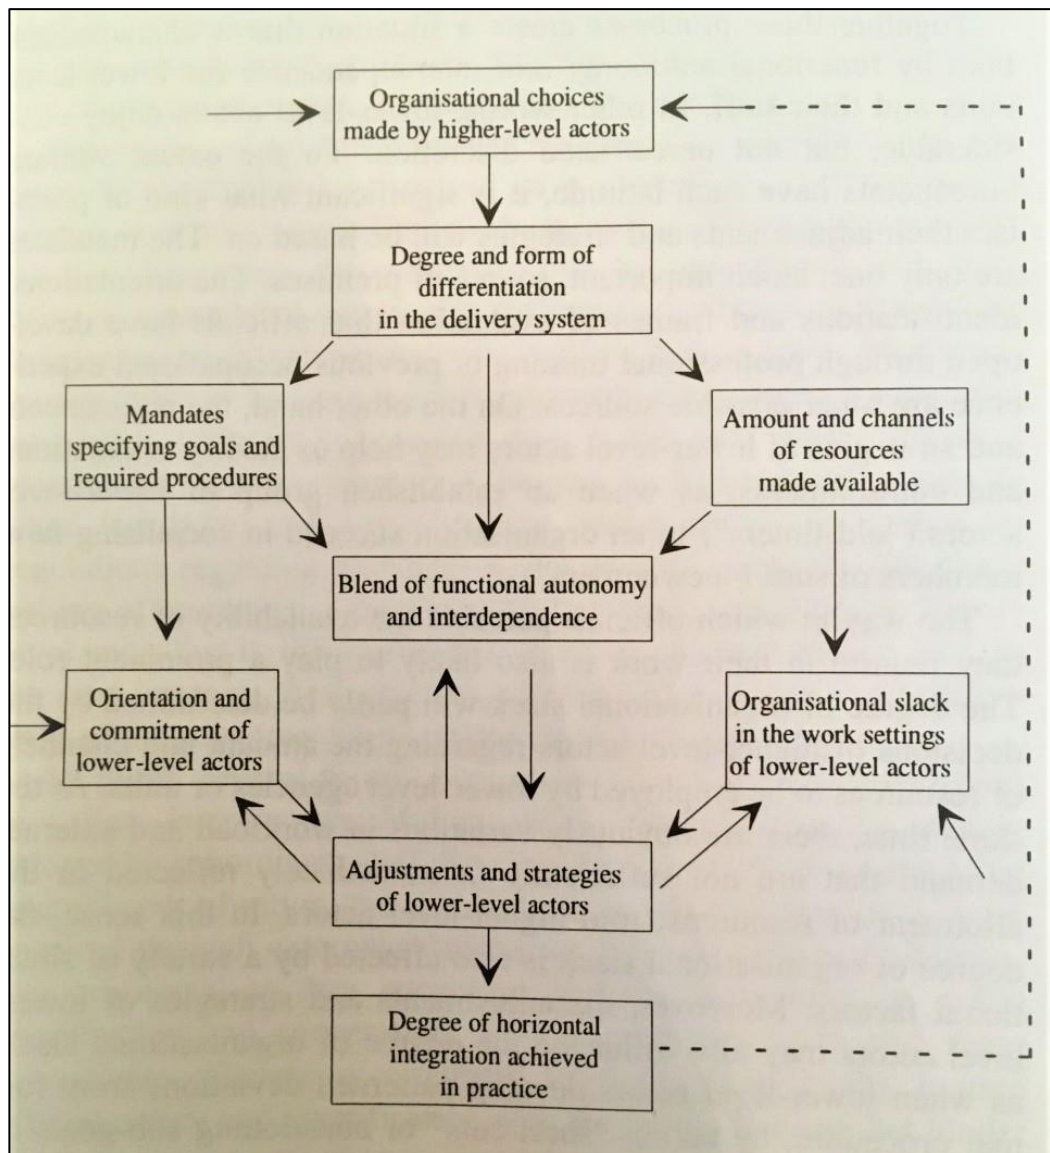 Organisational choices
made by higher-level actors
Degree and form of
differentiation
in the delivery system
Mandates
specifying goals and
required procedures
Amount and channels
of resources
made available
Blend of functional autonomy
and interdependence
Orientation and
commitment of
lower-level actors
Organisational slack
in the work settings
of lower-level actors
Adjustments and strategies
of lower-level actors
Degree of horizontal
integration achieved
in practice